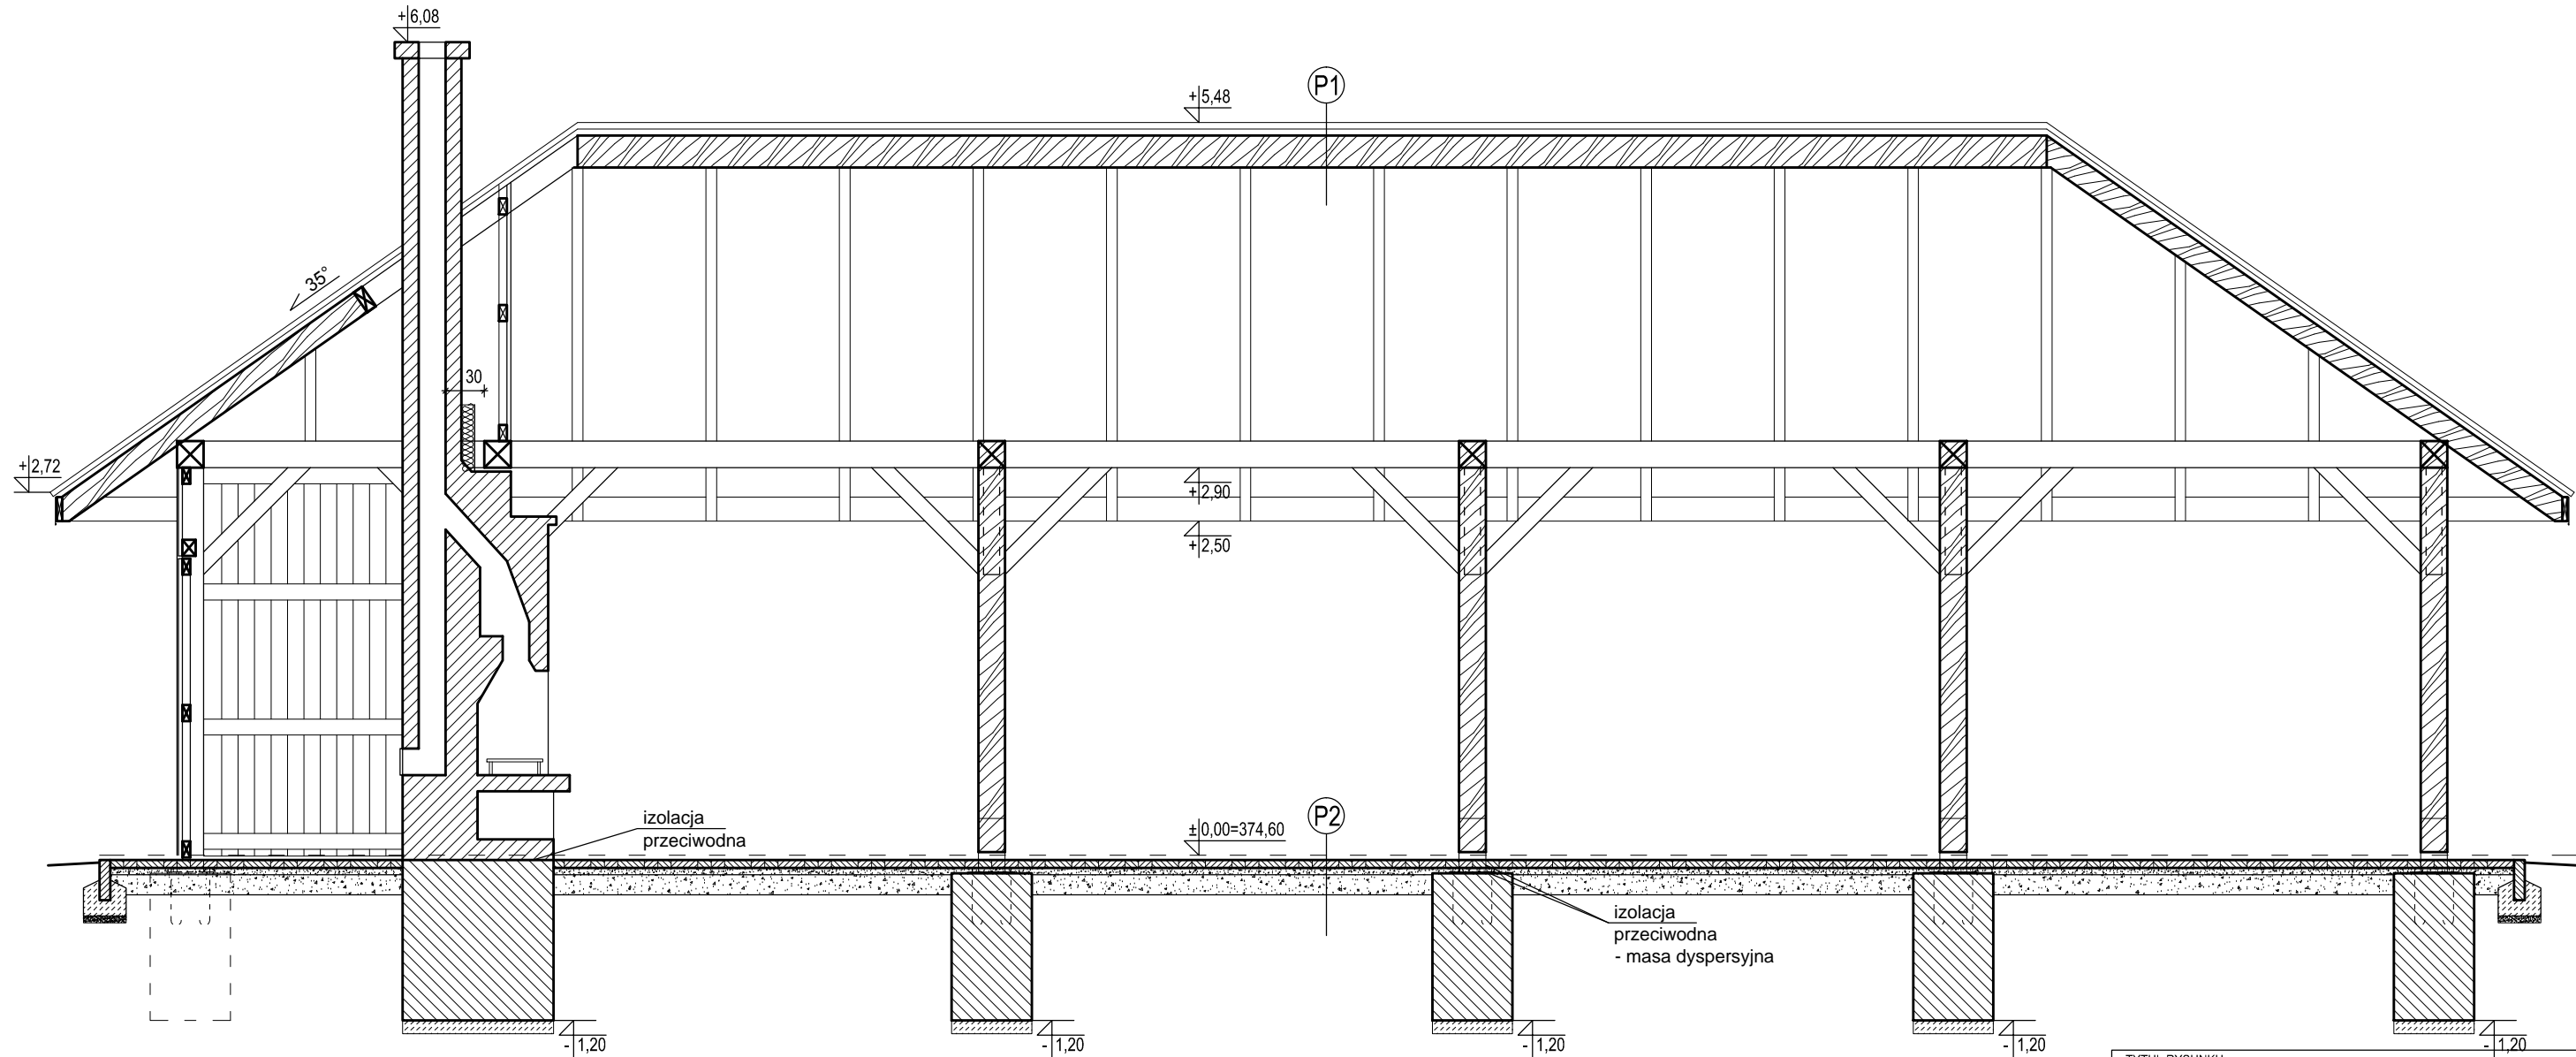 +6,08
P1
+5,48
35°
30
+2,72
+2,90
+2,50
izolacja
przeciwodna
±0,00=374,60
P2
izolacja
przeciwodna
- masa dyspersyjna
-1,20
-1,20
-1,20
-1,20
-1,20